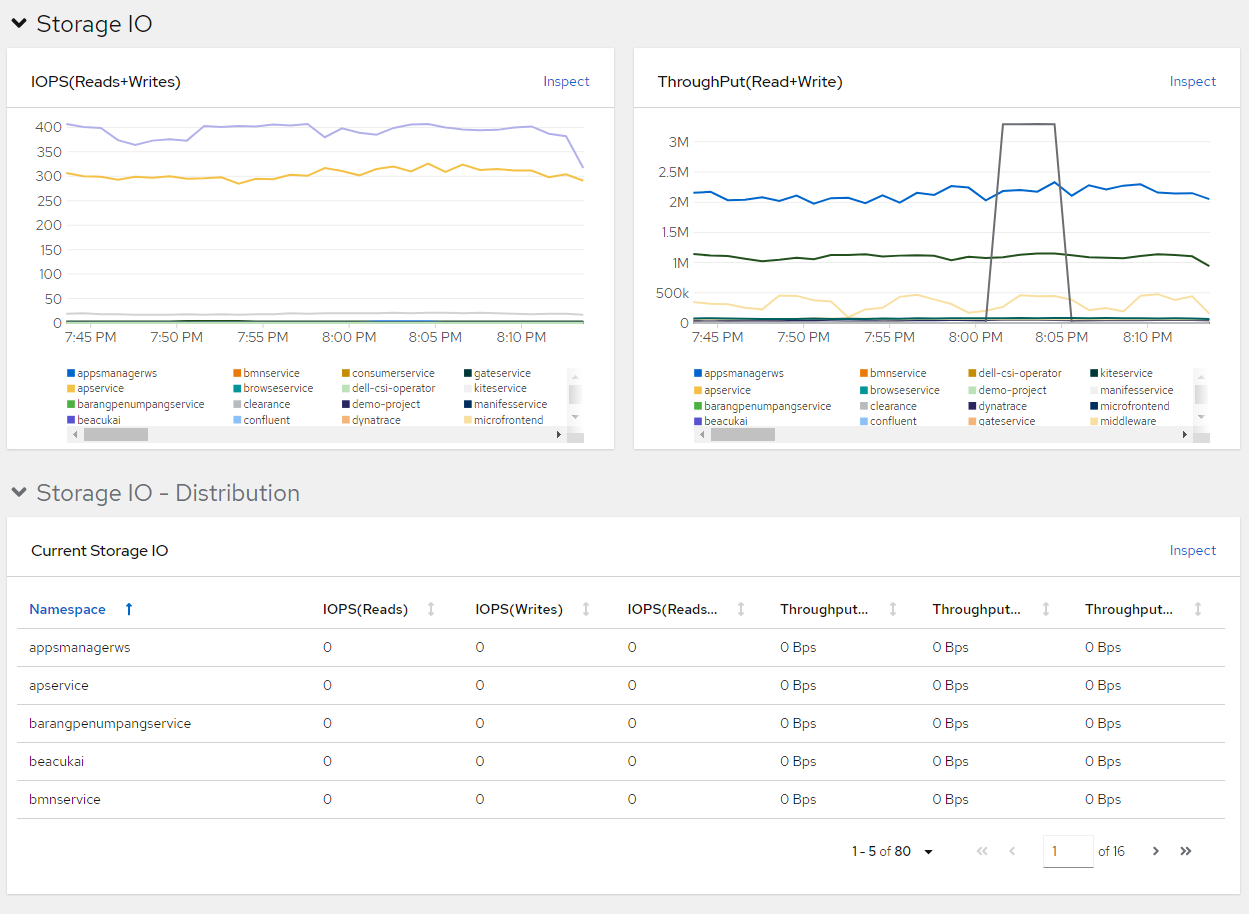 Storage IO
IOPS(Reads+Writes) Inspect
400
350
300
250
200
150
100
50
0
7:45 PM 7:50 PM 7:55 PM 8:00 PM 8:05 PM 8:10 PM
appsmanagerws bmnservice consumerservice gateservice
apservice browseservice dell-csi-operator kiteservice
barangpenumpangservice clearance demo-project manifesservice
beacukai confluent dynatrace microfrontend
ThroughPut(Read+Write) Inspect
3M
2.5M
2M
1.5M
1M
500k
0
7:45 PM 7:50 PM 7:55 PM 8:00 PM 8:05 PM 8:10 PM
appsmanagerws bmnservice dell-csi-operator kiteservice
apservice browseservice demo-project manifesservice
barangpenumpangservice clearance dynatrace microfrontend
beacukai confluent gateservice middleware
Storage IO - Distribution
Current Storage IO Inspect
Namespace IOPS(Reads) IOPS(Writes) IOPS(Reads... Throughput... Throughput... Throughput...
appsmanagerws 0 0 0 0 Bps 0 Bps 0 Bps
apservice 0 0 0 0 Bps 0 Bps 0 Bps
barangpenumpangservice 0 0 0 0 Bps 0 Bps 0 Bps
beacukai 0 0 0 0 Bps 0 Bps 0 Bps
bmnservice 0 0 0 0 Bps 0 Bps 0 Bps
1 - 5 of 80 1 of 16